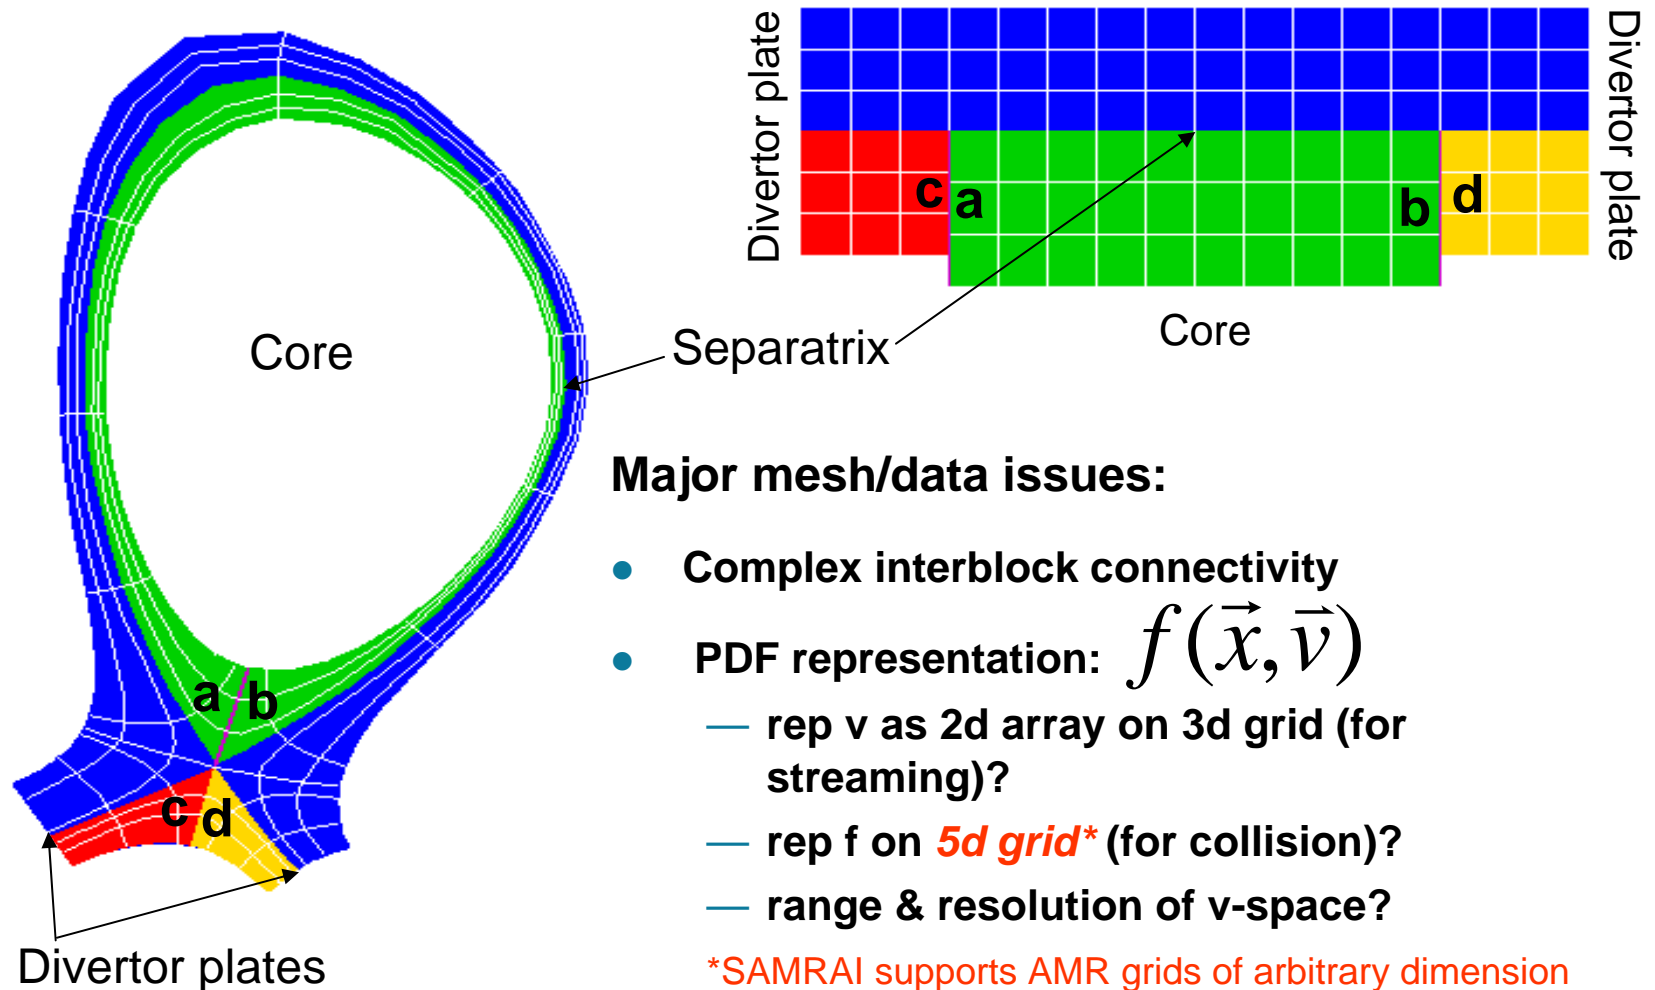 Divertor plate
Divertor plate
c
a
b
d
Core
Core
Separatrix
a
b
c
d
Divertor plates
Major mesh/data issues:
● Complex interblock connectivity
● PDF representation: f(x⃗, v⃗)
— rep v as 2d array on 3d grid (for
streaming)?
— rep f on 5d grid* (for collision)?
— range & resolution of v-space?
*SAMRAI supports AMR grids of arbitrary dimension